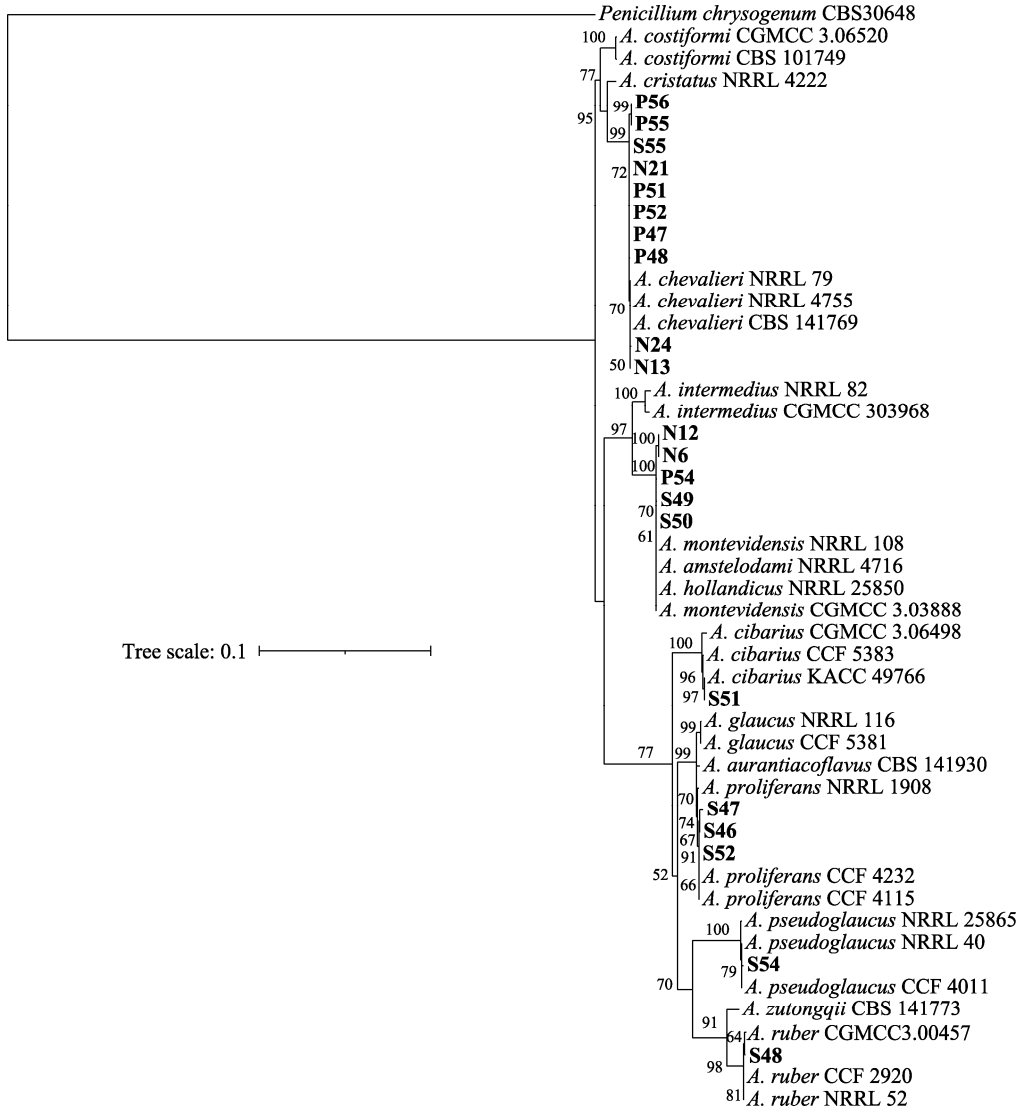 Penicillium chrysogenum CBS30648
100 A. costiformi CGMCC 3.06520
A. costiformi CBS 101749
77 A. cristatus NRRL 4222
99 P56
95 P55
99 S55
72 N21
P51
P52
P47
P48
A. chevalieri NRRL 79
70 A. chevalieri NRRL 4755
A. chevalieri CBS 141769
N24
50 N13
100 A. intermedius NRRL 82
A. intermedius CGMCC 303968
97 100 N12
100 N6
P54
S49
70 S50
61 A. montevidensis NRRL 108
A. amstelodami NRRL 4716
A. hollandicus NRRL 25850
A. montevidensis CGMCC 3.03888
100 A. cibarius CGMCC 3.06498
Tree scale: 0.1 A. cibarius CCF 5383
96 A. cibarius KACC 49766
97 S51
99 A. glaucus NRRL 116
A. glaucus CCF 5381
77 99 A. aurantiacoflavus CBS 141930
70 A. proliferans NRRL 1908
S47
74 S46
67 S52
91
52 A. proliferans CCF 4232
66 A. proliferans CCF 4115
100 A. pseudoglaucus NRRL 25865
A. pseudoglaucus NRRL 40
79 S54
70 A. pseudoglaucus CCF 4011
A. zutongqii CBS 141773
91 64 A. ruber CGMCC3.00457
S48
98 A. ruber CCF 2920
81 A. ruber NRRL 52